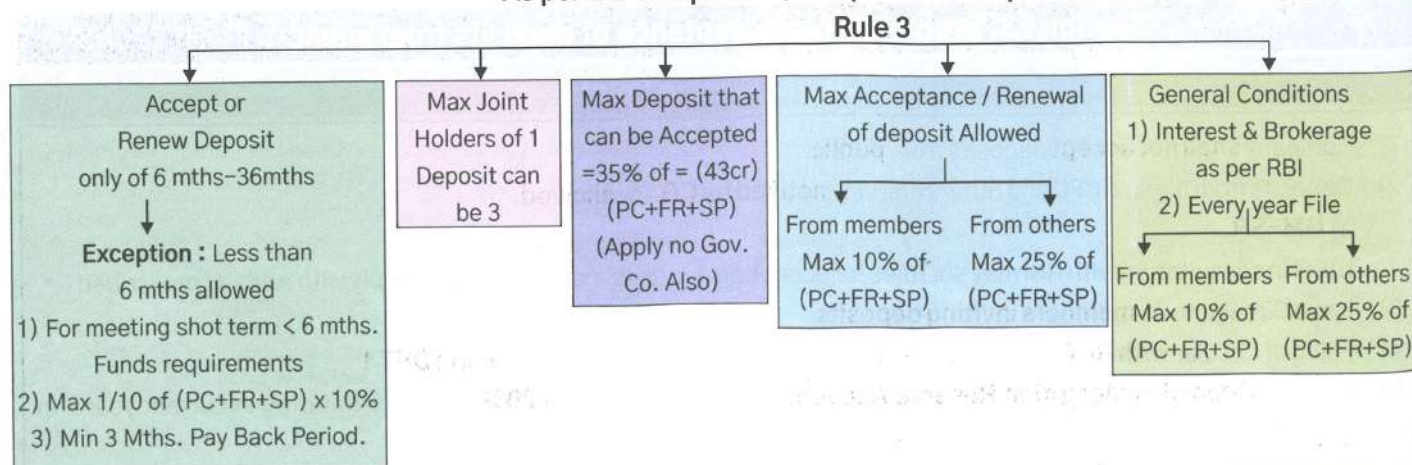 Rule 3
Accept or
Renew Deposit
only of 6 mths-36mths
Exception : Less than
6 mths allowed
1) For meeting shot term < 6 mths.
Funds requirements
2) Max 1/10 of (PC+FR+SP) x 10%
3) Min 3 Mths. Pay Back Period.
Max Joint
Holders of 1
Deposit can
be 3
Max Deposit that
can be Accepted
=35% of = (43cr)
(PC+FR+SP)
(Apply no Gov.
Co. Also)
Max Acceptance / Renewal
of deposit Allowed
From members
Max 10% of
(PC+FR+SP)
From others
Max 25% of
(PC+FR+SP)
General Conditions
1) Interest & Brokerage
as per RBI
2) Every year File
From members
Max 10% of
(PC+FR+SP)
From others
Max 25% of
(PC+FR+SP)